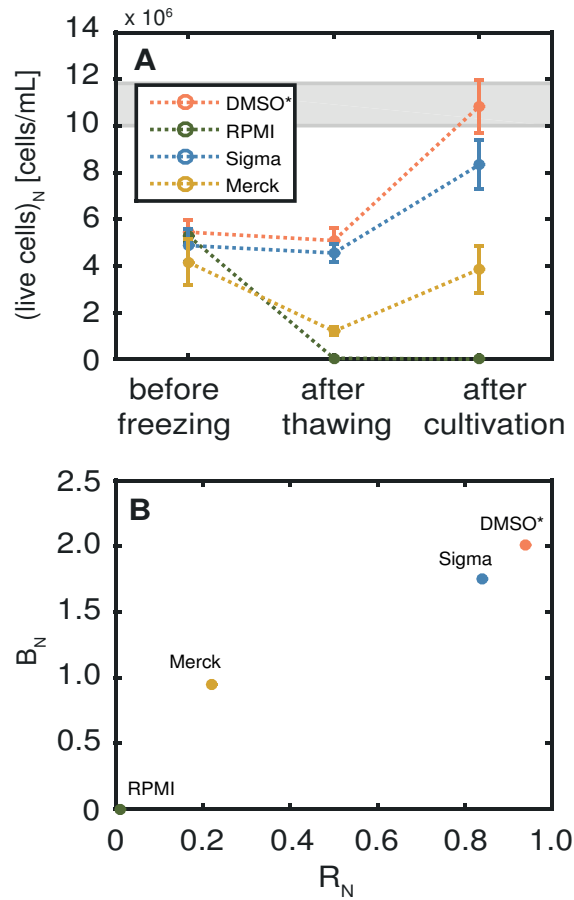 x 10⁶
14
12
10
8
6
4
2
0
(live cells)N [cells/mL]
A
DMSO*
RPMI
Sigma
Merck
before freezing
after thawing
after cultivation
2.5
2.0
1.5
1.0
0.5
0
BN
B
DMSO*
Sigma
Merck
RPMI
0 0.2 0.4 0.6 0.8 1.0
RN